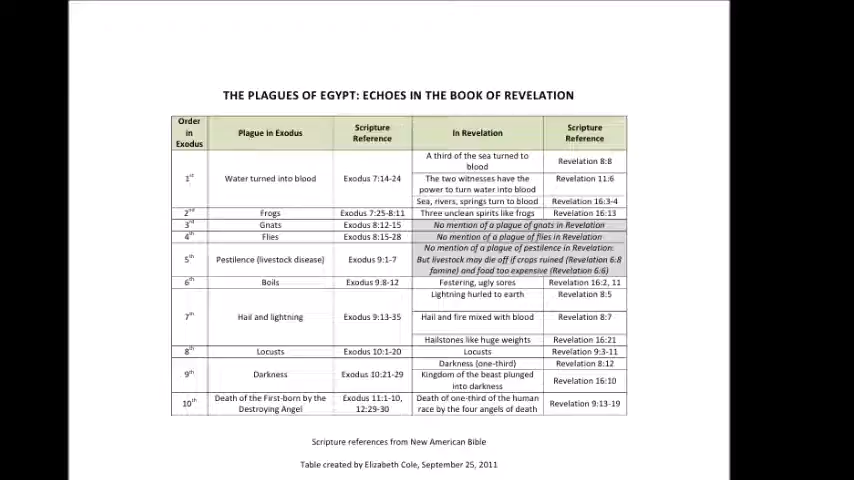 THE PLAGUES OF EGYPT: ECHOES IN THE BOOK OF REVELATION
Order in Exodus | Plague in Exodus | Scripture Reference | In Revelation | Scripture Reference
1st | Water turned into blood | Exodus 7:14-24 | A third of the sea turned to blood | Revelation 8:8
The two witnesses have the power to turn water into blood | Revelation 11:6
Sea, rivers, springs turn to blood | Revelation 16:3-4
2nd | Frogs | Exodus 7:25-8:11 | Three unclean spirits like frogs | Revelation 16:13
3rd | Gnats | Exodus 8:12-15 | No mention of a plague of gnats in Revelation
4th | Flies | Exodus 8:15-28 | No mention of a plague of flies in Revelation
5th | Pestilence (livestock disease) | Exodus 9:1-7 | No mention of a plague of pestilence in Revelation: But livestock may die off if crops ruined (Revelation 6:8 famine) and food too expensive (Revelation 6:6)
6th | Boils | Exodus 9:8-12 | Festering, ugly sores | Revelation 16:2, 11
7th | Hail and lightning | Exodus 9:13-35 | Lightning hurled to earth | Revelation 8:5
Hail and fire mixed with blood | Revelation 8:7
Hailstones like huge weights | Revelation 16:21
8th | Locusts | Exodus 10:1-20 | Locusts | Revelation 9:3-11
9th | Darkness | Exodus 10:21-29 | Darkness (one-third) | Revelation 8:12
Kingdom of the beast plunged into darkness | Revelation 16:10
10th | Death of the First-born by the Destroying Angel | Exodus 11:1-10, 12:29-30 | Death of one-third of the human race by the four angels of death | Revelation 9:13-19
Scripture references from New American Bible
Table created by Elizabeth Cole, September 25, 2011